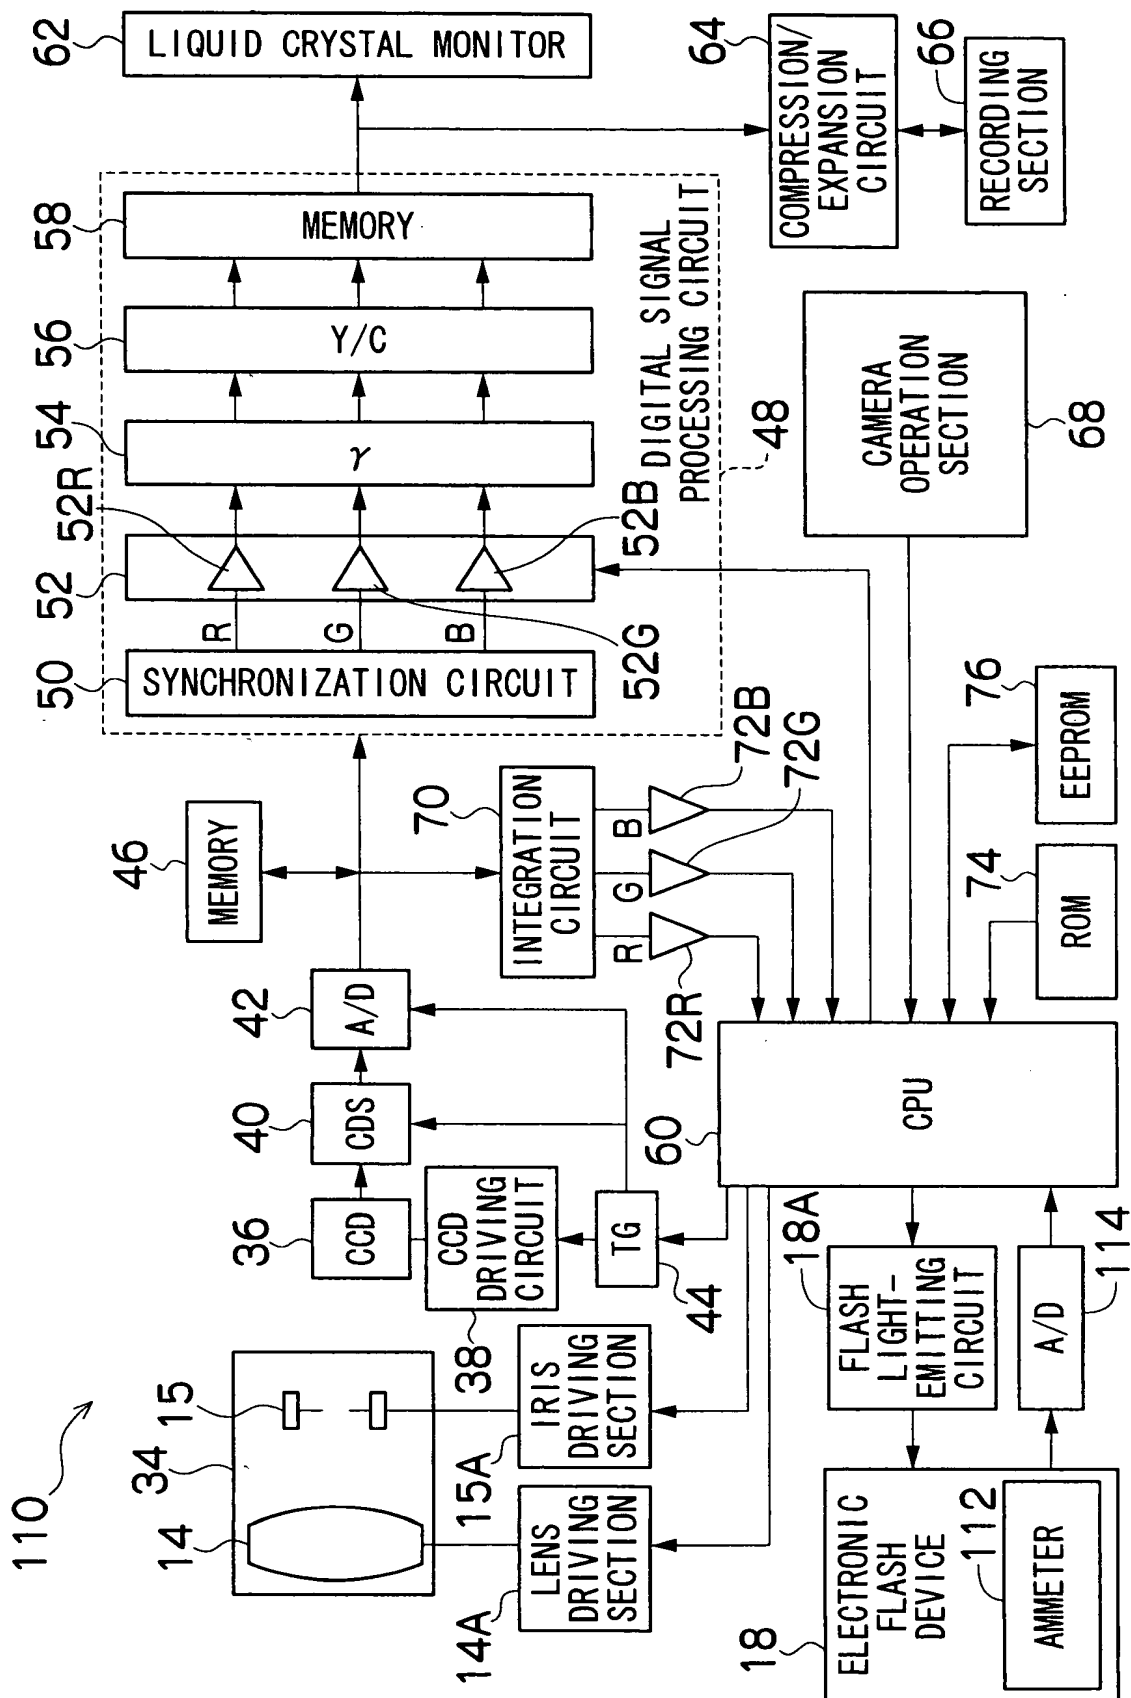 110
34
14
15
14A
LENS
DRIVING
SECTION
15A
IRIS
DRIVING
SECTION
36
CCD
38
CCD
DRIVING
CIRCUIT
40
CDS
42
A/D
44
TG
46
MEMORY
70
INTEGRATION
CIRCUIT
R
G
B
72R
72G
72B
50
SYNCHRONIZATION CIRCUIT
R
G
B
52
52R
52G
52B
54
γ
56
Y/C
58
MEMORY
DIGITAL SIGNAL
PROCESSING CIRCUIT
48
62
LIQUID CRYSTAL MONITOR
64
COMPRESSION/
EXPANSION
CIRCUIT
66
RECORDING
SECTION
18
ELECTRONIC
FLASH
DEVICE
112
AMMETER
18A
FLASH
LIGHT-
EMITTING
CIRCUIT
A/D
114
60
CPU
CAMERA
OPERATION
SECTION
68
74
ROM
76
EEPROM